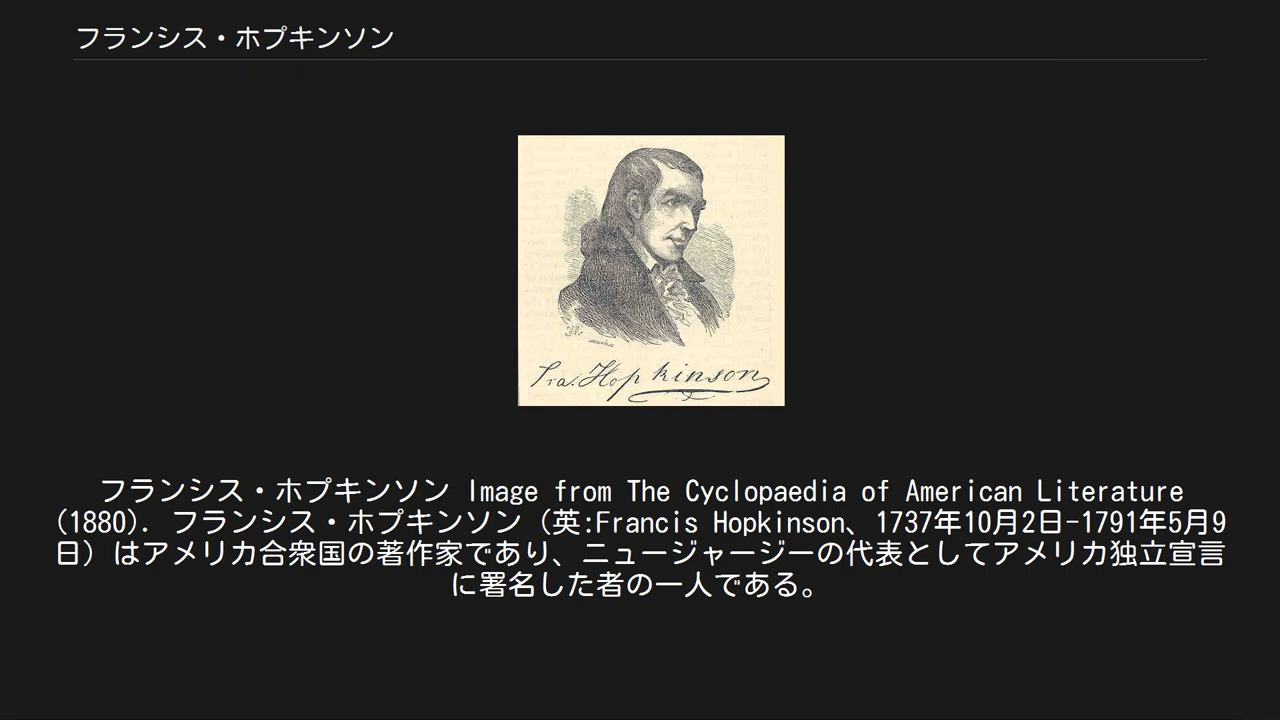 フランシス・ホプキンソン
Fra: Hopkinson
フランシス・ホプキンソン Image from The Cyclopaedia of American Literature
(1880). フランシス・ホプキンソン（英:Francis Hopkinson、1737年10月2日-1791年5月9
日）はアメリカ合衆国の著作家であり、ニュージャージーの代表としてアメリカ独立宣言
に署名した者の一人である。